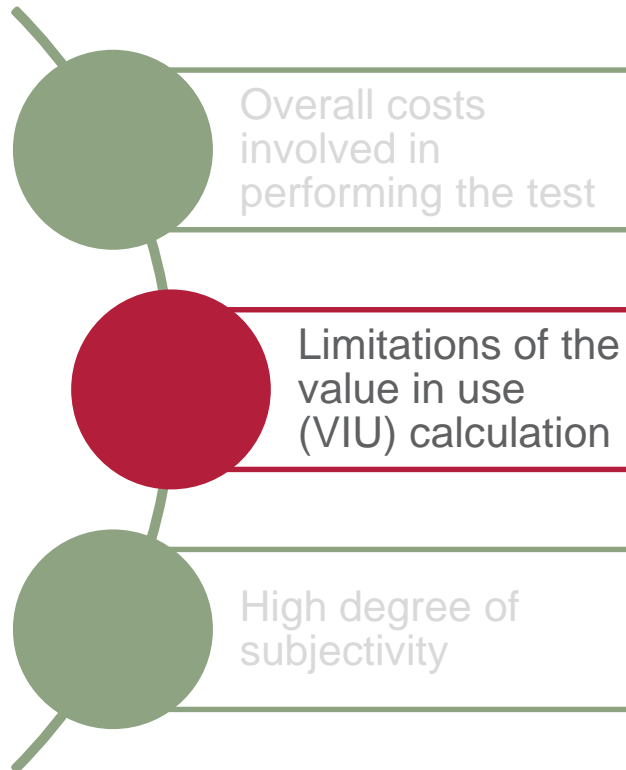 Overall costs
involved in
performing the test
Limitations of the
value in use
(VIU) calculation
High degree of
subjectivity